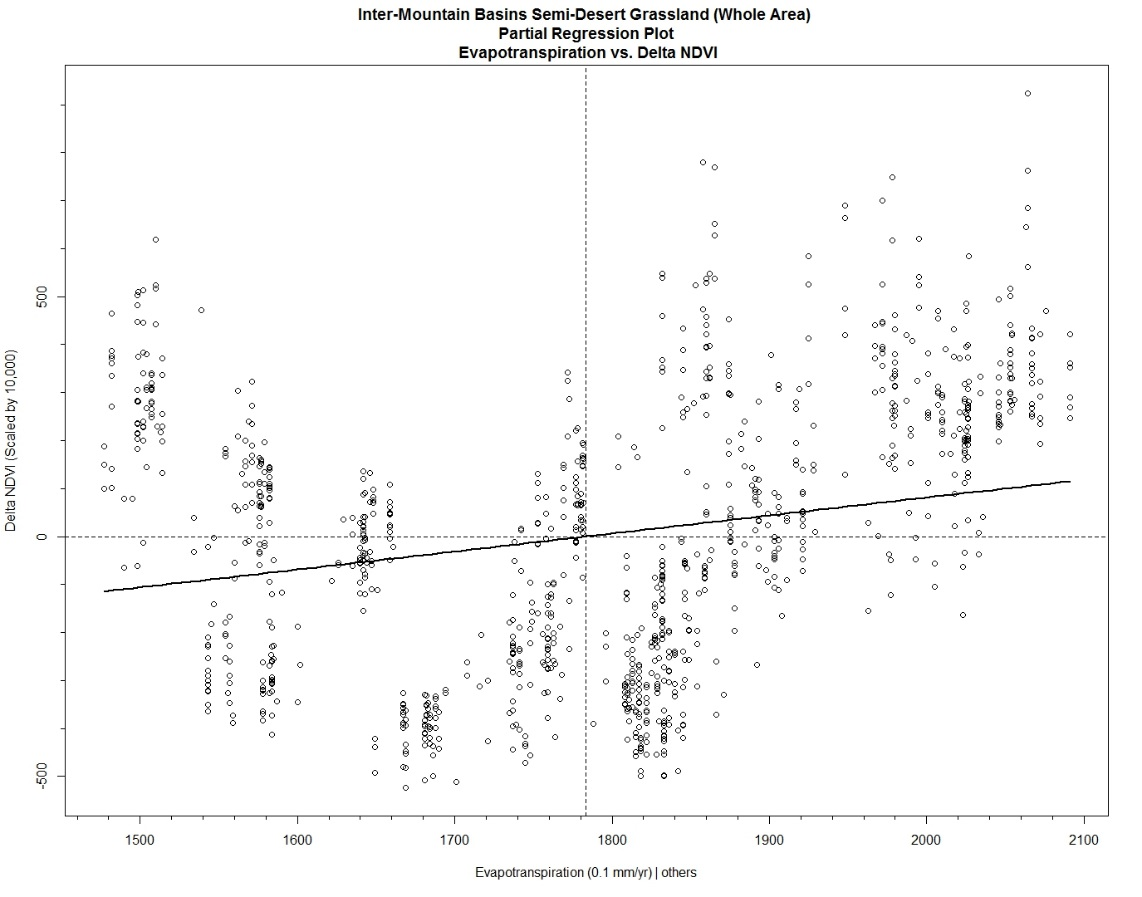 Inter-Mountain Basins Semi-Desert Grassland (Whole Area)
Partial Regression Plot
Evapotranspiration vs. Delta NDVI
Delta NDVI (Scaled by 10,000)
500
0
-500
1500 1600 1700 1800 1900 2000 2100
Evapotranspiration (0.1 mm/yr) | others